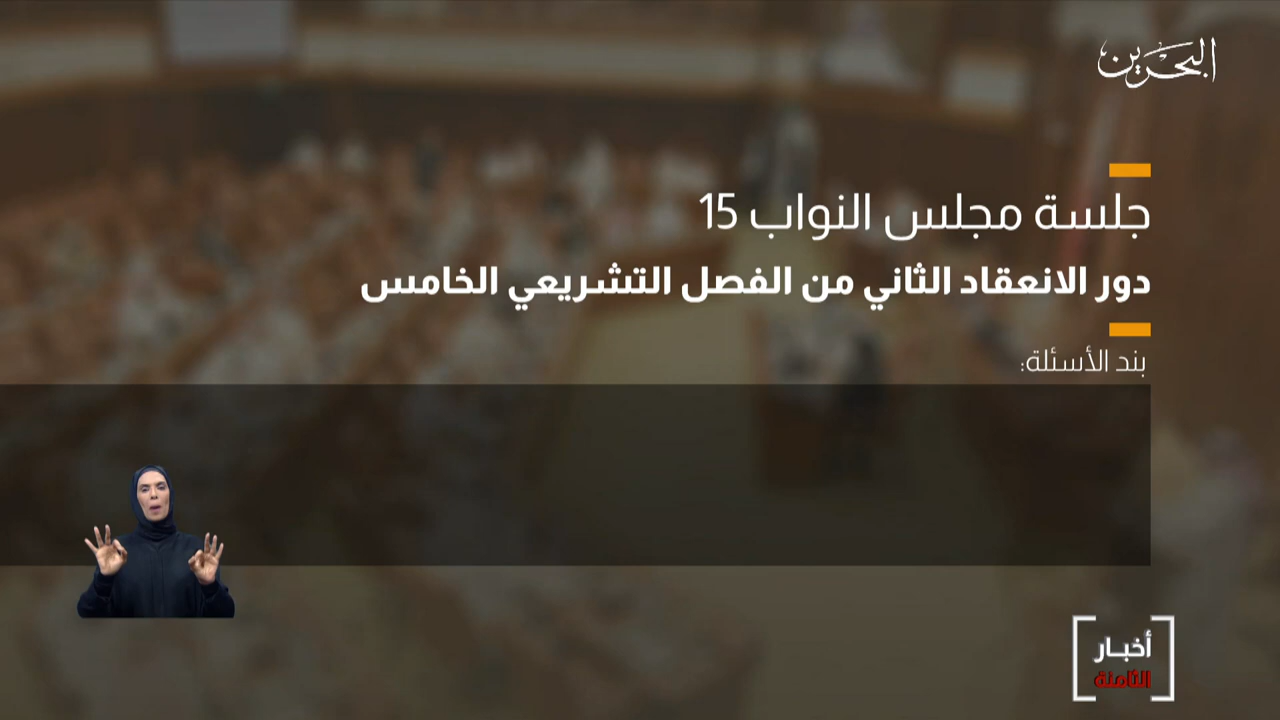 البحرين
جلسة مجلس النواب 15
دور الانعقاد الثاني من الفصل التشريعي الخامس
بند الأسئلة:
أخبار
الثامنة